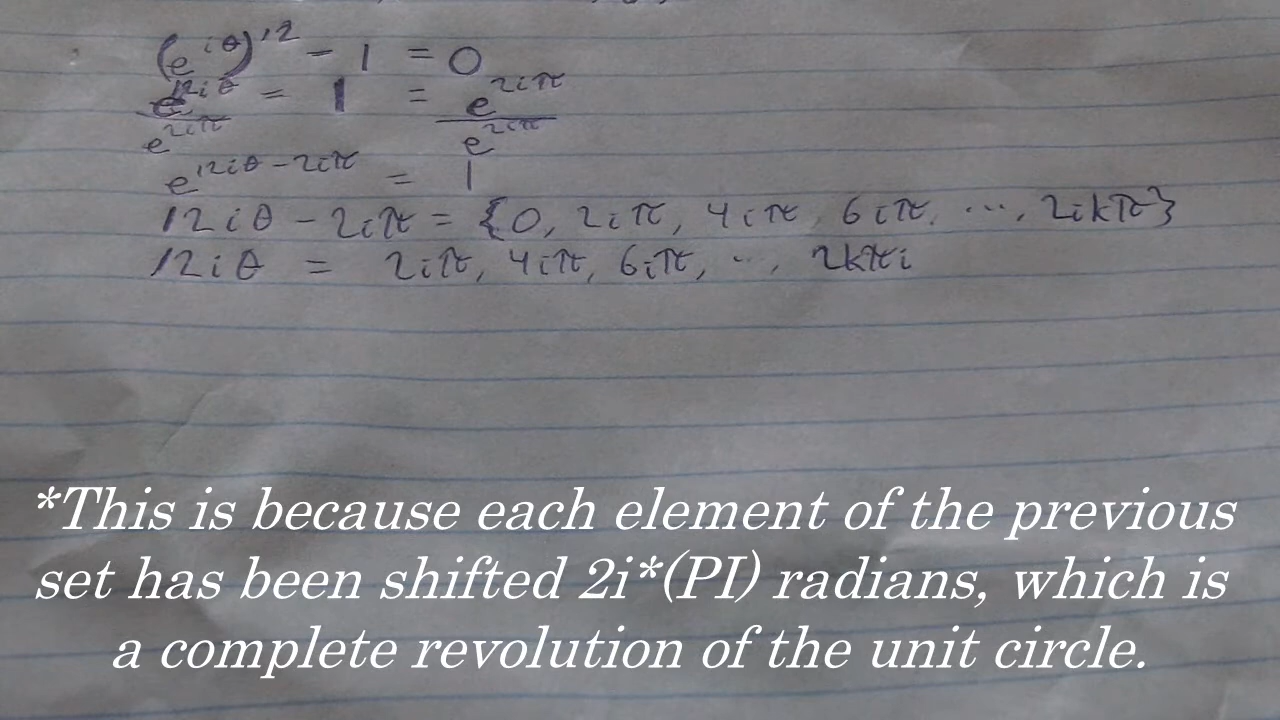 (e^{iθ})^{12} - 1 = 0
e^{12iθ} = 1 = e^{2iπ}
e^{2iπ} e^{2iπ}
e^{12iθ - 2iπ} = 1
12iθ - 2iπ = {0, 2iπ, 4iπ, 6iπ, ..., 2ikπ}
12iθ = 2iπ, 4iπ, 6iπ, ..., 2kπi
*This is because each element of the previous
set has been shifted 2i*(PI) radians, which is
a complete revolution of the unit circle.